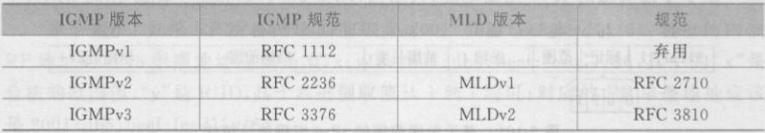 IGMP 版本 IGMP 规范 MLD 版本 规范
IGMPv1 RFC 1112 弃用
IGMPv2 RFC 2236 MLDv1 RFC 2710
IGMPv3 RFC 3376 MLDv2 RFC 3810